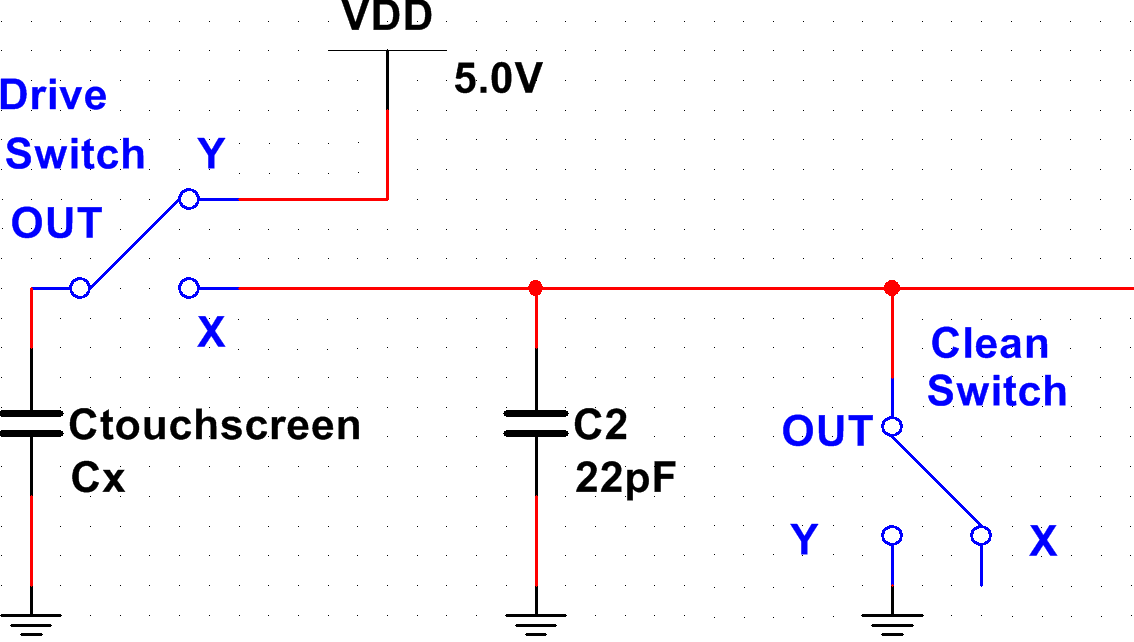 VDD
5.0V
Drive
Switch
Y
OUT
X
Clean
Switch
Ctouchscreen
Cx
C2
22pF
OUT
Y
X